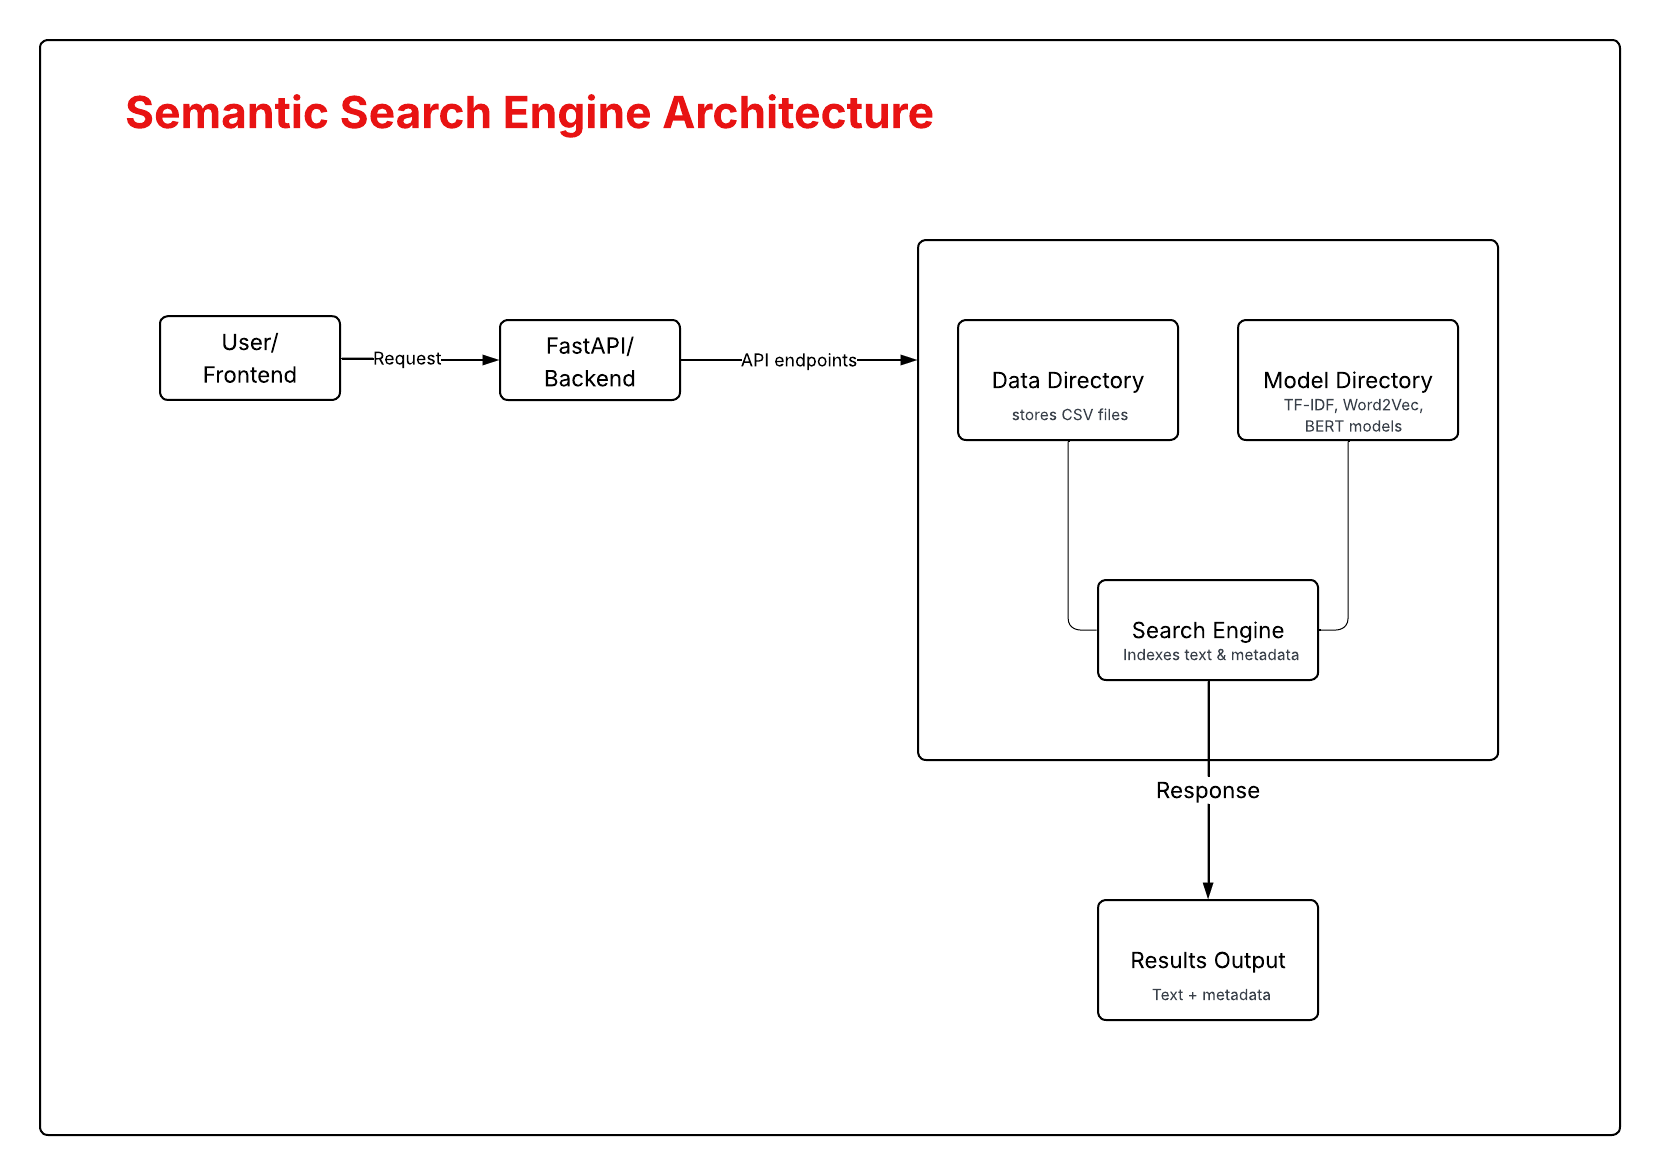 Semantic Search Engine Architecture
User/
Frontend
Request
FastAPI/
Backend
API endpoints
Data Directory
stores CSV files
Model Directory
TF-IDF, Word2Vec,
BERT models
Search Engine
Indexes text & metadata
Response
Results Output
Text + metadata